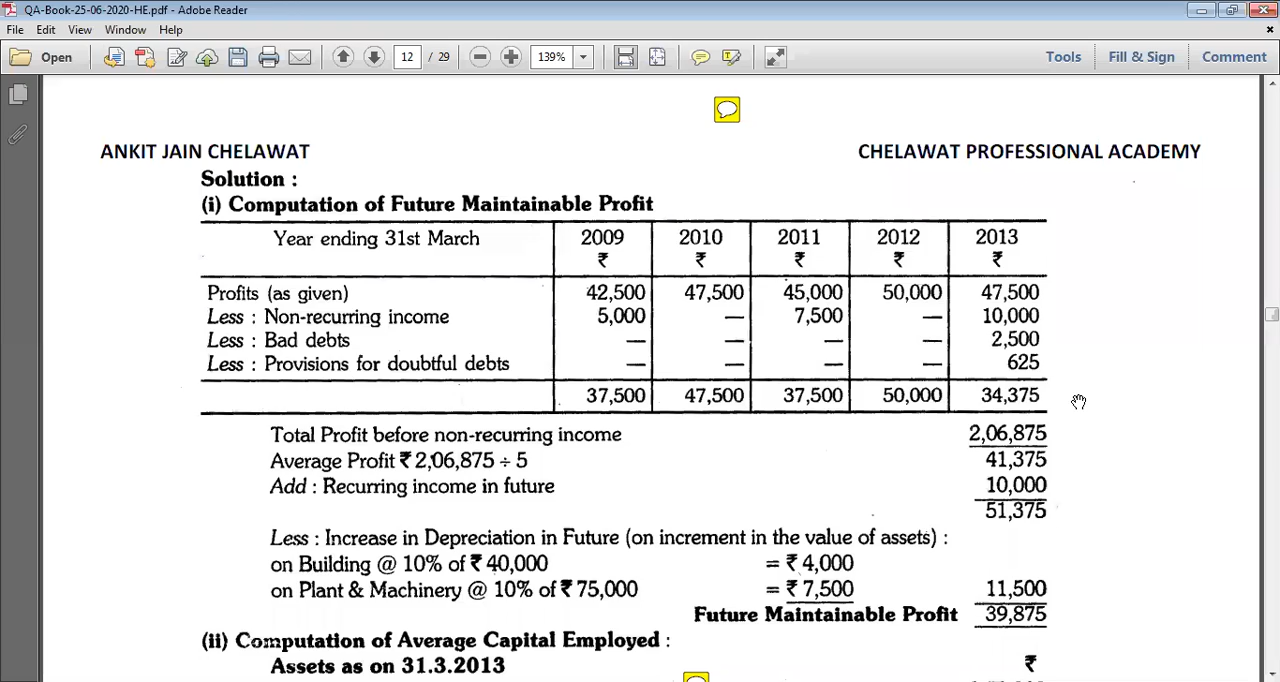 QA-Book-25-06-2020-HE.pdf - Adobe Reader
File Edit View Window Help
Open 12 / 29 139% Tools Fill & Sign Comment
ANKIT JAIN CHELAWAT CHELAWAT PROFESSIONAL ACADEMY
Solution :
(i) Computation of Future Maintainable Profit
Year ending 31st March 2009 2010 2011 2012 2013
₹ ₹ ₹ ₹ ₹
Profits (as given) 42,500 47,500 45,000 50,000 47,500
Less : Non-recurring income 5,000 — 7,500 — 10,000
Less : Bad debts — — — — 2,500
Less : Provisions for doubtful debts — — — — 625
37,500 47,500 37,500 50,000 34,375
Total Profit before non-recurring income 2,06,875
Average Profit ₹ 2,06,875 ÷ 5 41,375
Add : Recurring income in future 10,000
51,375
Less : Increase in Depreciation in Future (on increment in the value of assets) :
on Building @ 10% of ₹ 40,000 = ₹ 4,000
on Plant & Machinery @ 10% of ₹ 75,000 = ₹ 7,500 11,500
Future Maintainable Profit 39,875
(ii) Computation of Average Capital Employed :
Assets as on 31.3.2013 ₹